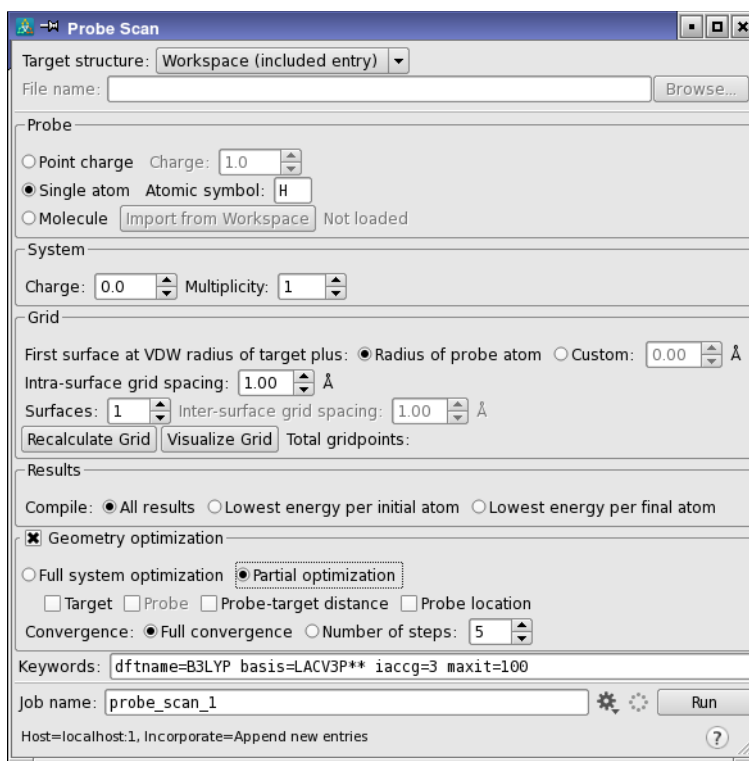 Probe Scan
Target structure: Workspace (included entry)
File name: Browse...
Probe
Point charge Charge: 1.0
Single atom Atomic symbol: H
Molecule Import from Workspace Not loaded
System
Charge: 0.0 Multiplicity: 1
Grid
First surface at VDW radius of target plus: Radius of probe atom Custom: 0.00 Å
Intra-surface grid spacing: 1.00 Å
Surfaces: 1 Inter-surface grid spacing: 1.00 Å
Recalculate Grid Visualize Grid Total gridpoints:
Results
Compile: All results Lowest energy per initial atom Lowest energy per final atom
Geometry optimization
Full system optimization Partial optimization
Target Probe Probe-target distance Probe location
Convergence: Full convergence Number of steps: 5
Keywords: dftname=B3LYP basis=LACV3P** iaccg=3 maxit=100
Job name: probe_scan_1 Run
Host=localhost:1, Incorporate=Append new entries ?